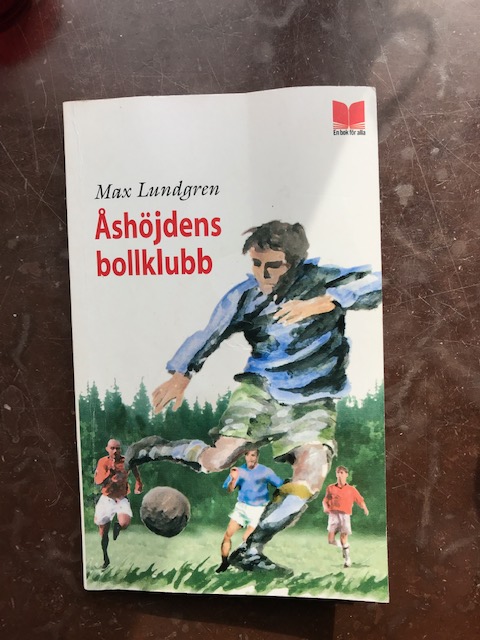 En bok för alla
Max Lundgren
Åshöjdens
bollklubb